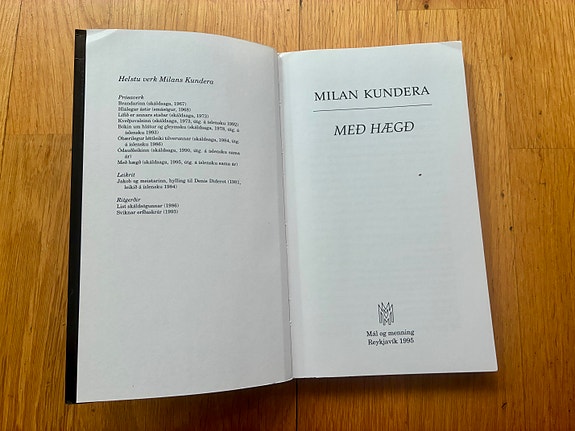 Helstu verk Milans Kundera
Prósaverk
Brandarinn (skáldsaga, 1967)
Hlálegar ástir (smásögur, 1968)
Lífið er annars staðar (skáldsaga, 1973)
Kveðjuvalsinn (skáldsaga, 1973, útg. á íslensku 1992)
Bókin um hlátur og gleymsku (skáldsaga, 1978, útg. á
íslensku 1993)
Óbærilegur léttleiki tilverunnar (skáldsaga, 1984, útg. á
íslensku 1986)
Ódauðleikinn (skáldsaga, 1990, útg. á íslensku sama
ár)
Með hægð (skáldsaga, 1995, útg. á íslensku sama ár)
Leikrit
Jakob og meistarinn, hylling til Denis Diderot (1981,
leikið á íslensku 1984)
Ritgerðir
List skáldsögunnar (1986)
Sviknar erfðaskrár (1993)
MILAN KUNDERA
MEÐ HÆGÐ
Mál og menning
Reykjavík 1995